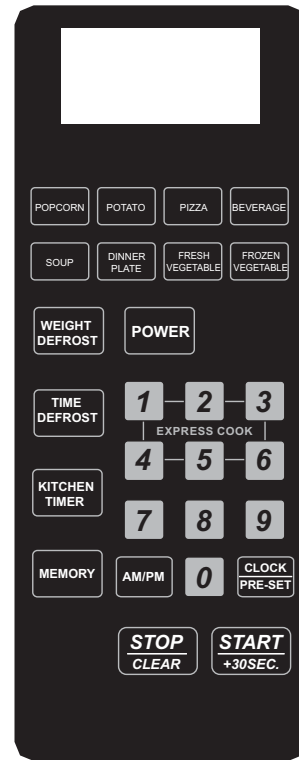 POPCORN POTATO PIZZA BEVERAGE
SOUP DINNER PLATE FRESH VEGETABLE FROZEN VEGETABLE
WEIGHT DEFROST POWER
TIME DEFROST
1 2 3
EXPRESS COOK
4 5 6
KITCHEN TIMER
7 8 9
MEMORY AM/PM 0 CLOCK PRE-SET
STOP START
CLEAR +30SEC.